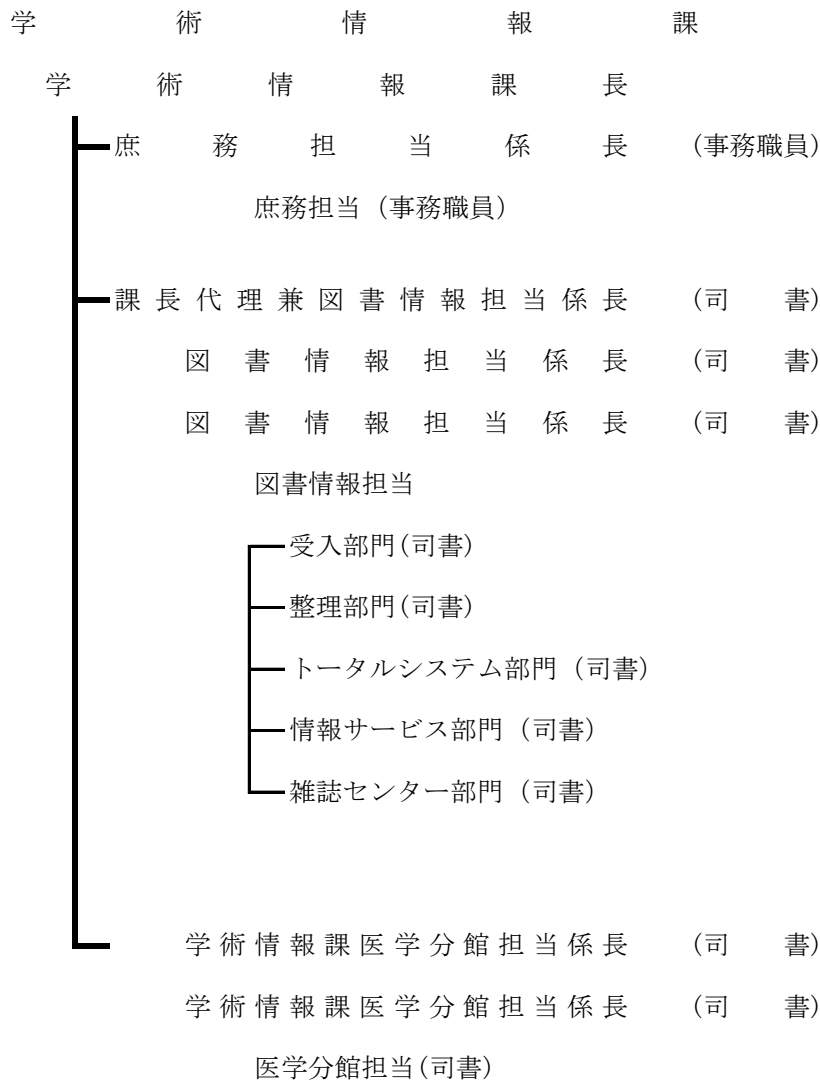 学術情報課
学術情報課長
庶務担当係長 (事務職員)
庶務担当 (事務職員)
課長代理兼図書情報担当係長 (司書)
図書情報担当係長 (司書)
図書情報担当係長 (司書)
図書情報担当
受入部門(司書)
整理部門(司書)
トータルシステム部門 (司書)
情報サービス部門 (司書)
雑誌センター部門 (司書)
学術情報課医学分館担当係長 (司書)
学術情報課医学分館担当係長 (司書)
医学分館担当(司書)